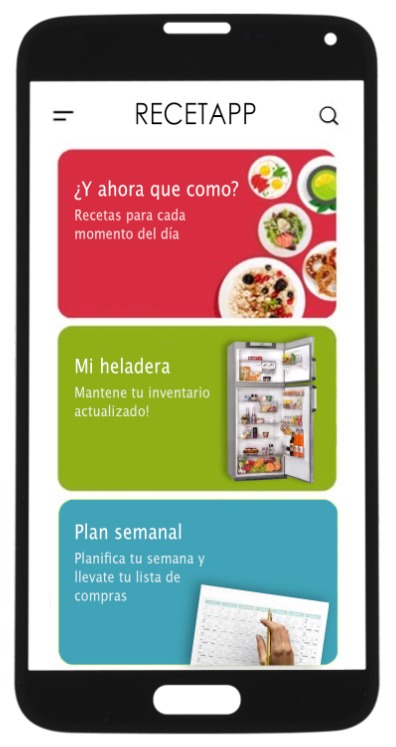 RECETAPP
¿Y ahora que como?
Recetas para cada
momento del día
Mi heladera
Mantene tu inventario
actualizado!
Plan semanal
Planifica tu semana y
llevate tu lista de
compras